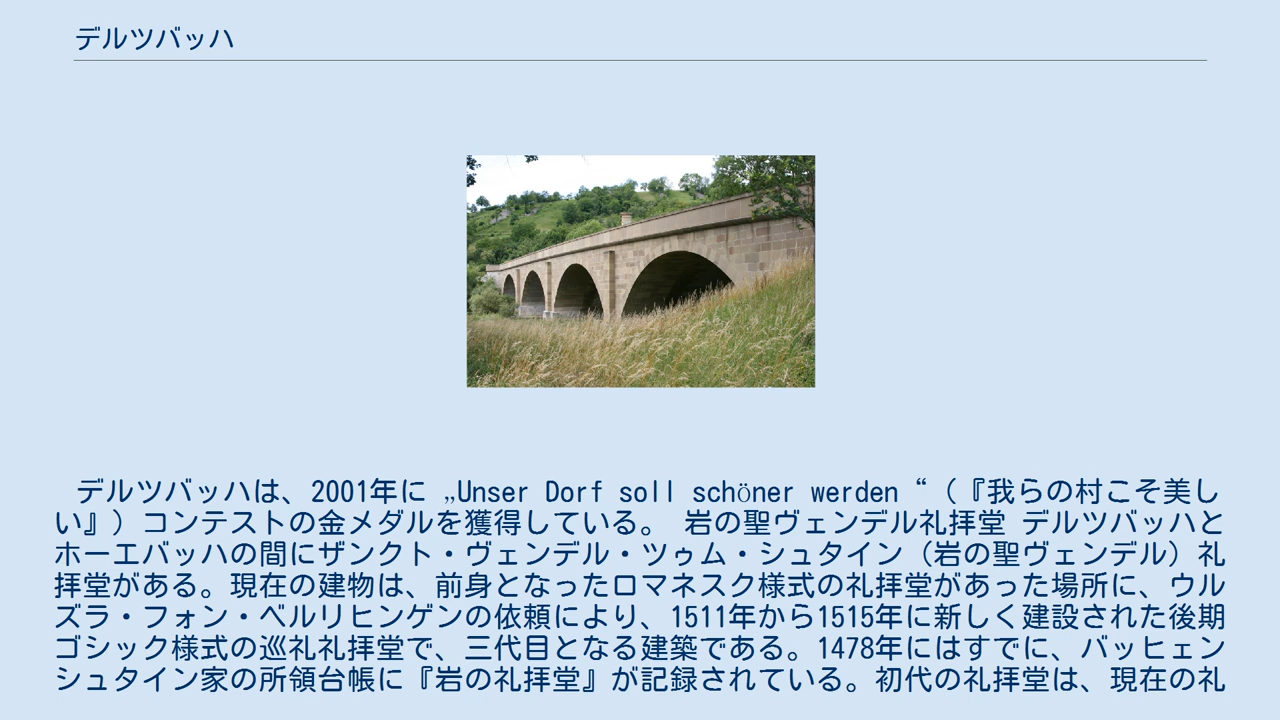 デルツバッハ
デルツバッハは、2001年に „Unser Dorf soll schöner werden “（『我らの村こそ美し
い』）コンテストの金メダルを獲得している。 岩の聖ヴェンデル礼拝堂 デルツバッハと
ホーエバッハの間にザンクト・ヴェンデル・ツゥム・シュタイン（岩の聖ヴェンデル）礼
拝堂がある。現在の建物は、前身となったロマネスク様式の礼拝堂があった場所に、ウル
ズラ・フォン・ベルリヒンゲンの依頼により、1511年から1515年に新しく建設された後期
ゴシック様式の巡礼礼拝堂で、三代目となる建築である。1478年にはすでに、バッヒェン
シュタイン家の所領台帳に『岩の礼拝堂』が記録されている。初代の礼拝堂は、現在の礼